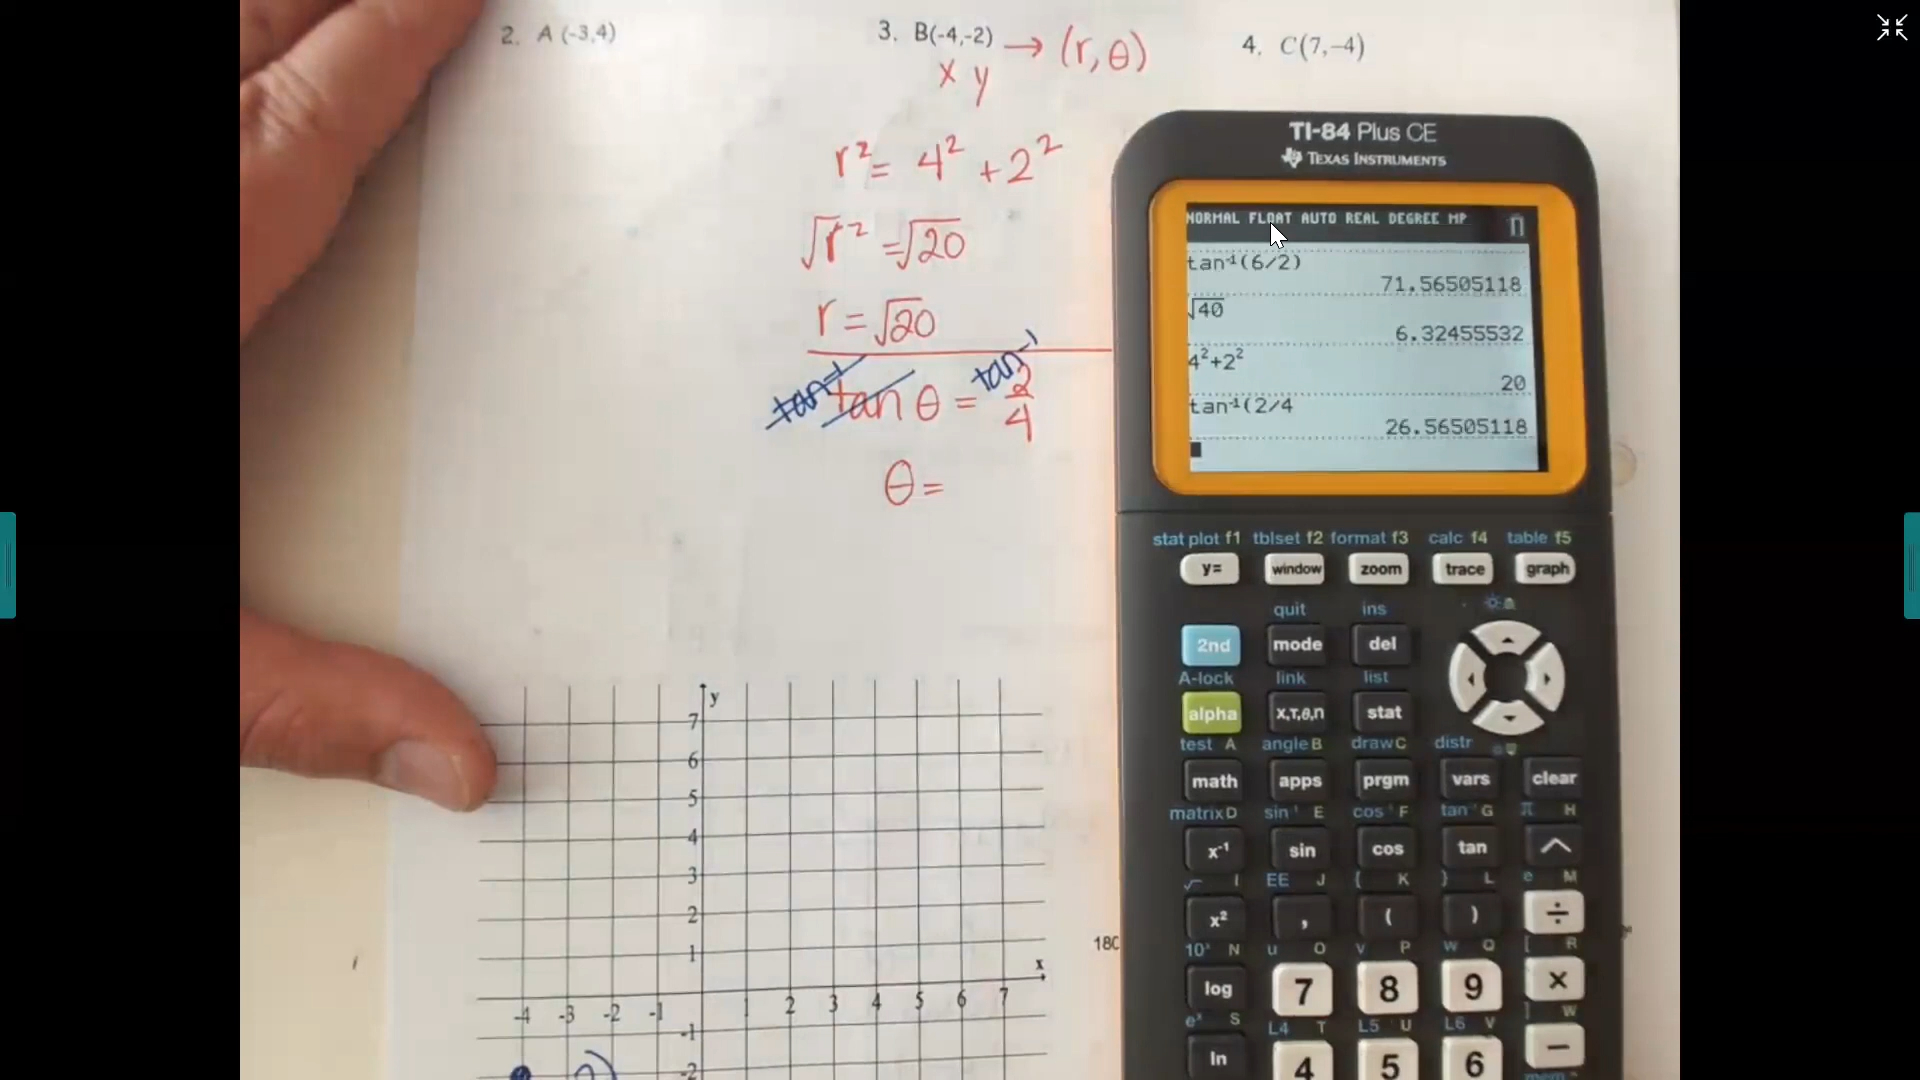 2. A (-3,4)
3. B(-4,-2) → (r, θ)
x y
4. C(7,-4)
r² = 4² + 2²
√r² = √20
r = √20
tan⁻¹ tan θ = tan⁻¹ 2/4
θ =
TI-84 Plus CE
TEXAS INSTRUMENTS
NORMAL FLOAT AUTO REAL DEGREE MP
tan⁻¹(6/2)
71.56505118
√40
6.32455532
4²+2²
20
tan⁻¹(2/4
26.56505118
stat plot f1 tblset f2 format f3 calc f4 table f5
y= window zoom trace graph
quit ins
2nd mode del
A-lock link list
alpha X,T,θ,n stat
test A angle B draw C distr
math apps prgm vars clear
matrix D sin⁻¹ E cos⁻¹ F tan⁻¹ G π H
x⁻¹ sin cos tan ^
√ I EE J { K } L e M
x² , ( ) ÷
10ˣ N u O v P w Q [ R
log 7 8 9 ×
eˣ S L4 T L5 U L6 V ] W
ln 4 5 6 −
y
7
6
5
4
3
2
1
x
-4 -3 -2 -1 1 2 3 4 5 6 7
-1
-2
180